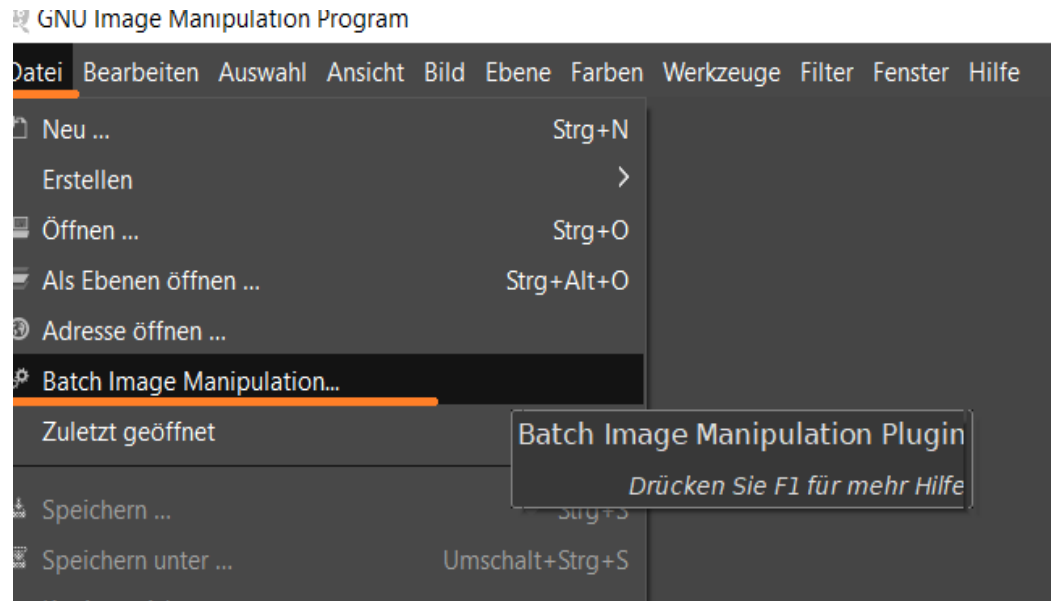 GNU Image Manipulation Program
Datei Bearbeiten Auswahl Ansicht Bild Ebene Farben Werkzeuge Filter Fenster Hilfe
Neu ... Strg+N
Erstellen
Öffnen ... Strg+O
Als Ebenen öffnen ... Strg+Alt+O
Adresse öffnen ...
Batch Image Manipulation...
Zuletzt geöffnet
Batch Image Manipulation Plugin
Drücken Sie F1 für mehr Hilfe
Speichern ... Strg+S
Speichern unter ... Umschalt+Strg+S